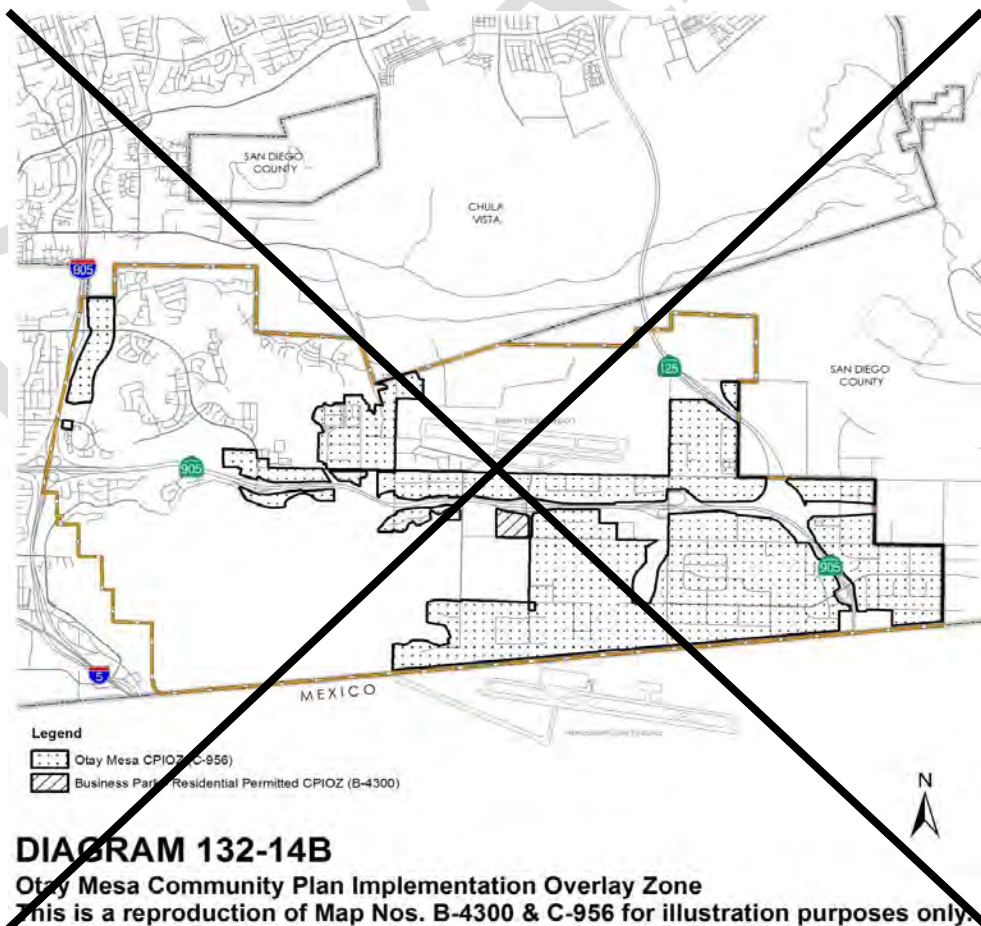 SAN DIEGO
COUNTY
CHULA
VISTA
805
125
SAN DIEGO
COUNTY
905
905
5
MEXICO
Legend
Otay Mesa CPIOZ (C-956)
Business Park Residential Permitted CPIOZ (B-4300)
N
DIAGRAM 132-14B
Otay Mesa Community Plan Implementation Overlay Zone
This is a reproduction of Map Nos. B-4300 & C-956 for illustration purposes only.